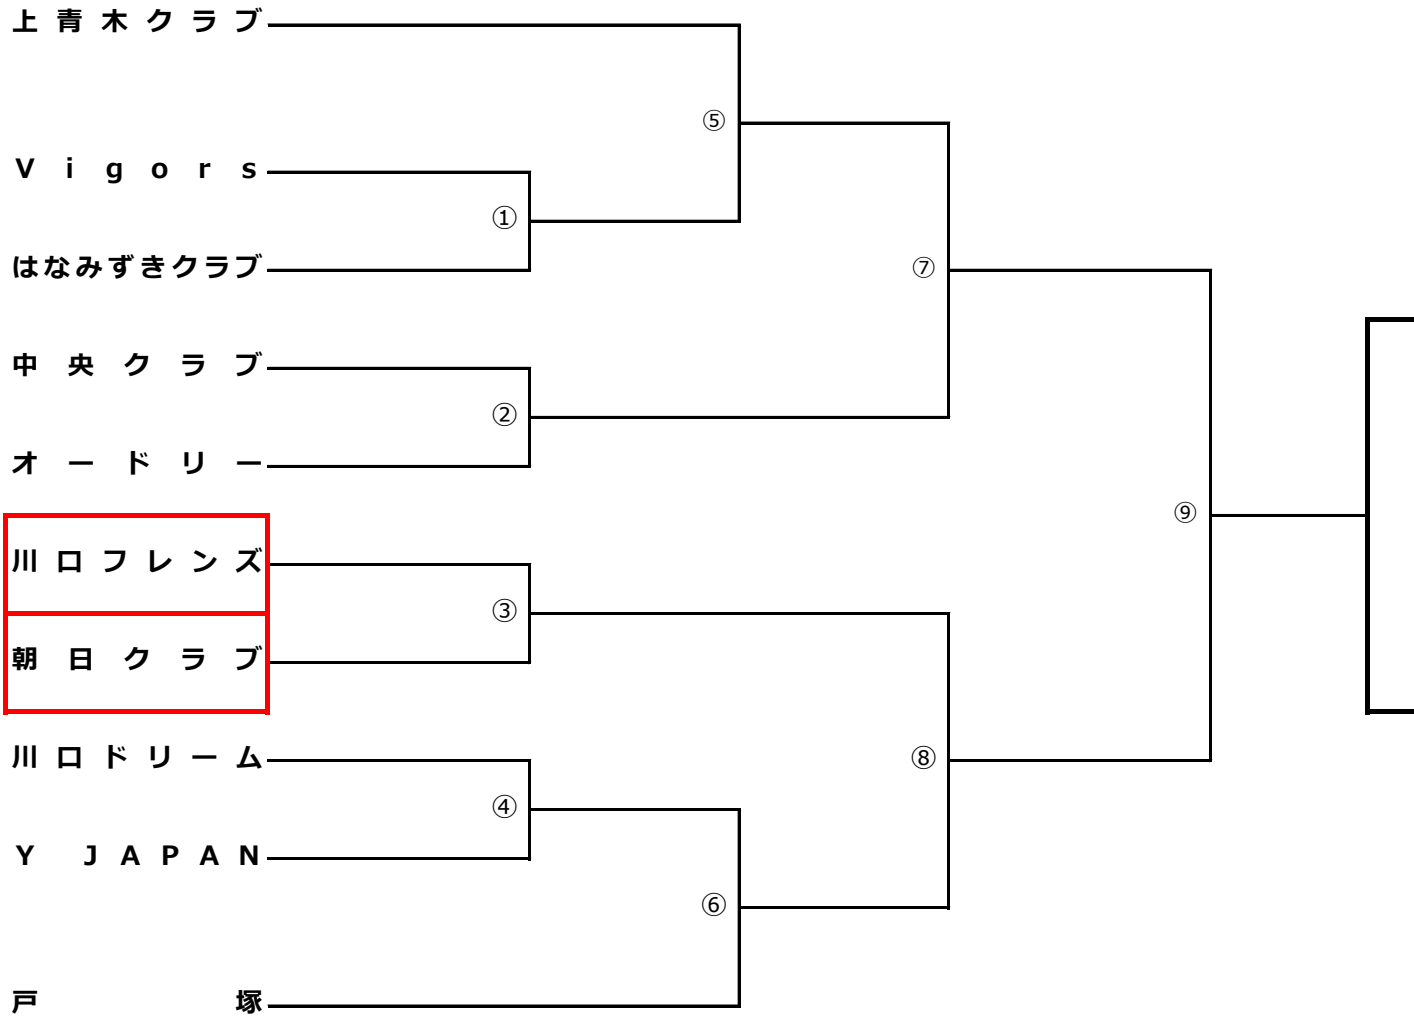 上青木クラブ
⑤
Vigors
①
はなみずきクラブ
⑦
中央クラブ
②
オードリー
⑨
川口フレンズ
③
朝日クラブ
川口ドリーム
⑧
④
Y JAPAN
⑥
戸塚